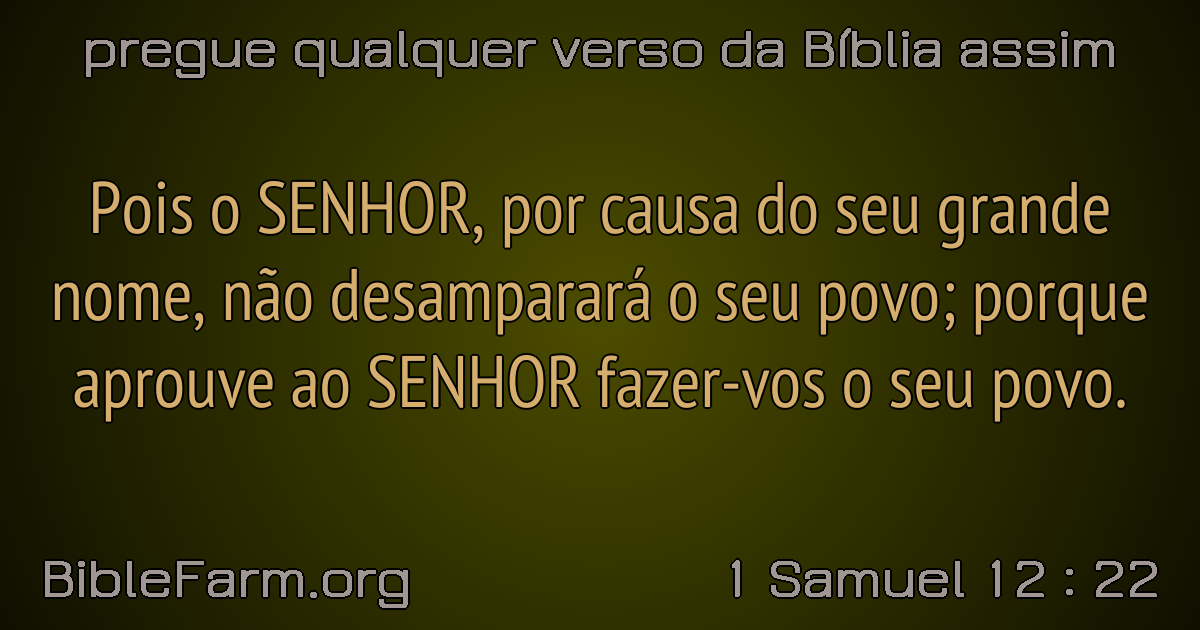 pregue qualquer verso da Bíblia assim
Pois o SENHOR, por causa do seu grande
nome, não desamparará o seu povo; porque
aprouve ao SENHOR fazer-vos o seu povo.
BibleFarm.org
1 Samuel 12 : 22